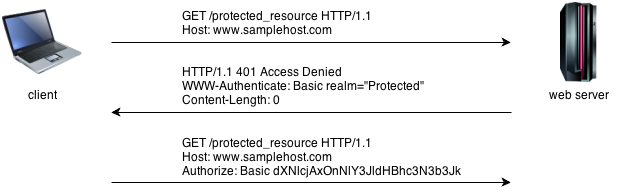 GET /protected_resource HTTP/1.1
Host: www.samplehost.com
client
web server
HTTP/1.1 401 Access Denied
WWW-Authenticate: Basic realm="Protected"
Content-Length: 0
GET /protected_resource HTTP/1.1
Host: www.samplehost.com
Authorize: Basic dXNlcjAxOnNlY3JldHBhc3N3b3Jk